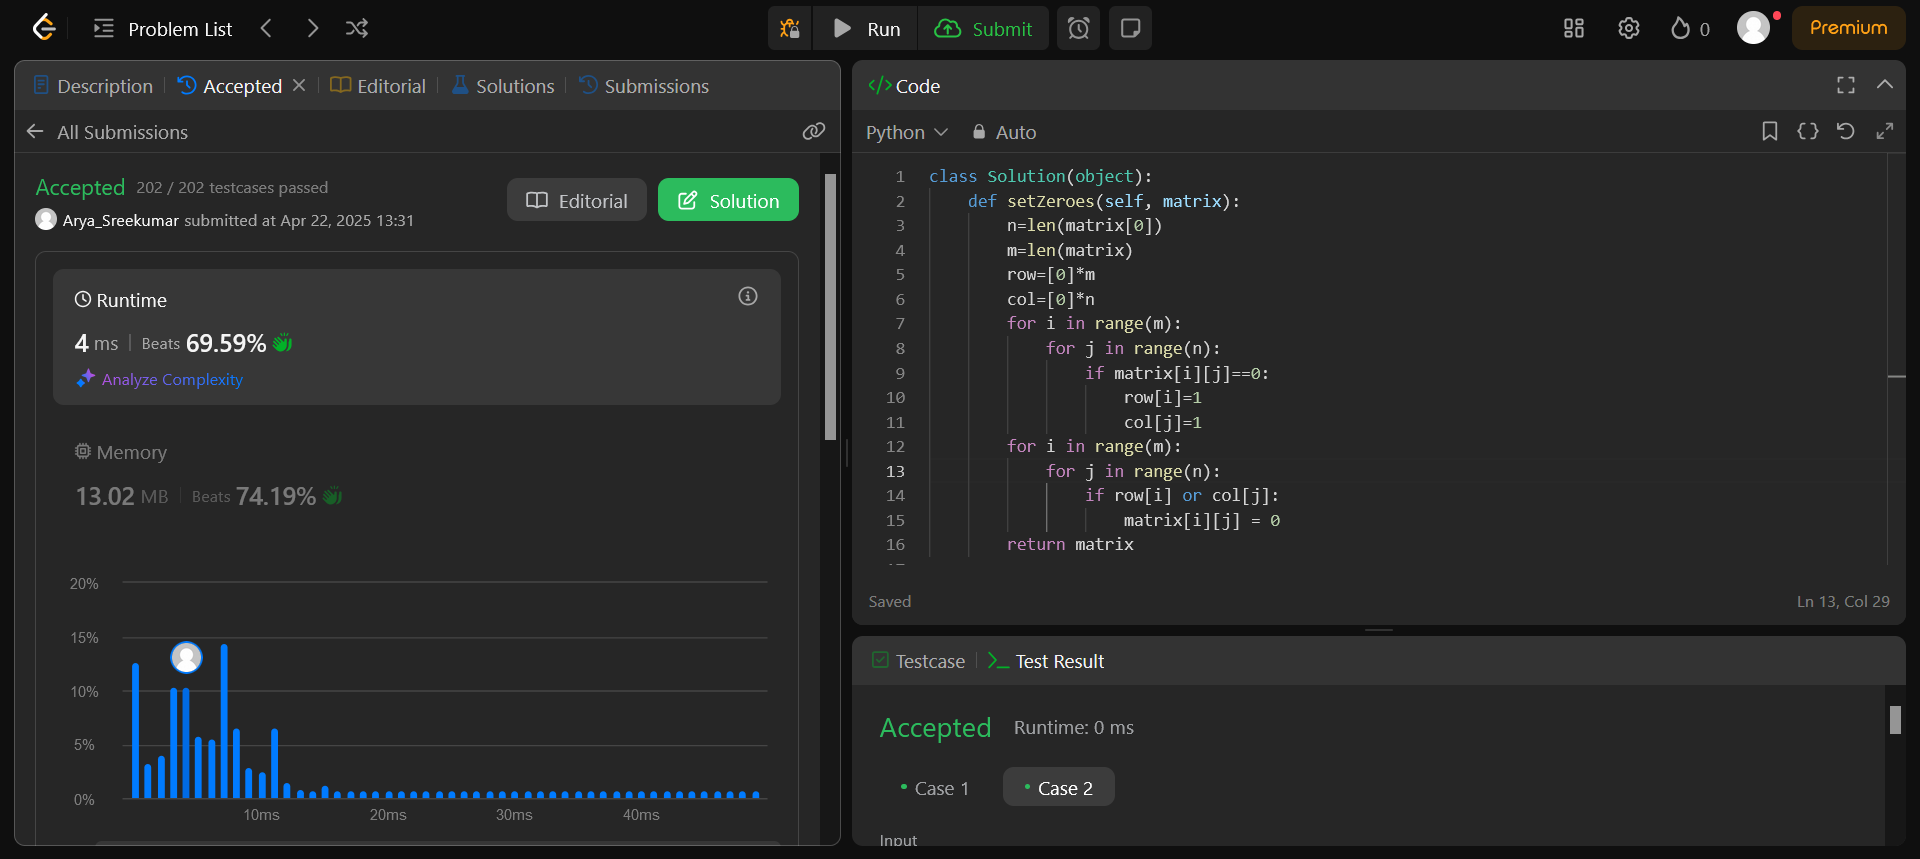 Problem List
Run
Submit
0
Premium
Description
Accepted
Editorial
Solutions
Submissions
All Submissions
Accepted 202 / 202 testcases passed
Arya_Sreekumar submitted at Apr 22, 2025 13:31
Editorial
Solution
Runtime
4 ms | Beats 69.59%
Analyze Complexity
Memory
13.02 MB | Beats 74.19%
20%
15%
10%
5%
0%
10ms 20ms 30ms 40ms
</>Code
Python Auto
1 class Solution(object):
2     def setZeroes(self, matrix):
3         n=len(matrix[0])
4         m=len(matrix)
5         row=[0]*m
6         col=[0]*n
7         for i in range(m):
8             for j in range(n):
9                 if matrix[i][j]==0:
10                     row[i]=1
11                     col[j]=1
12         for i in range(m):
13             for j in range(n):
14                 if row[i] or col[j]:
15                     matrix[i][j] = 0
16         return matrix
Saved
Ln 13, Col 29
Testcase
Test Result
Accepted Runtime: 0 ms
Case 1
Case 2
Input